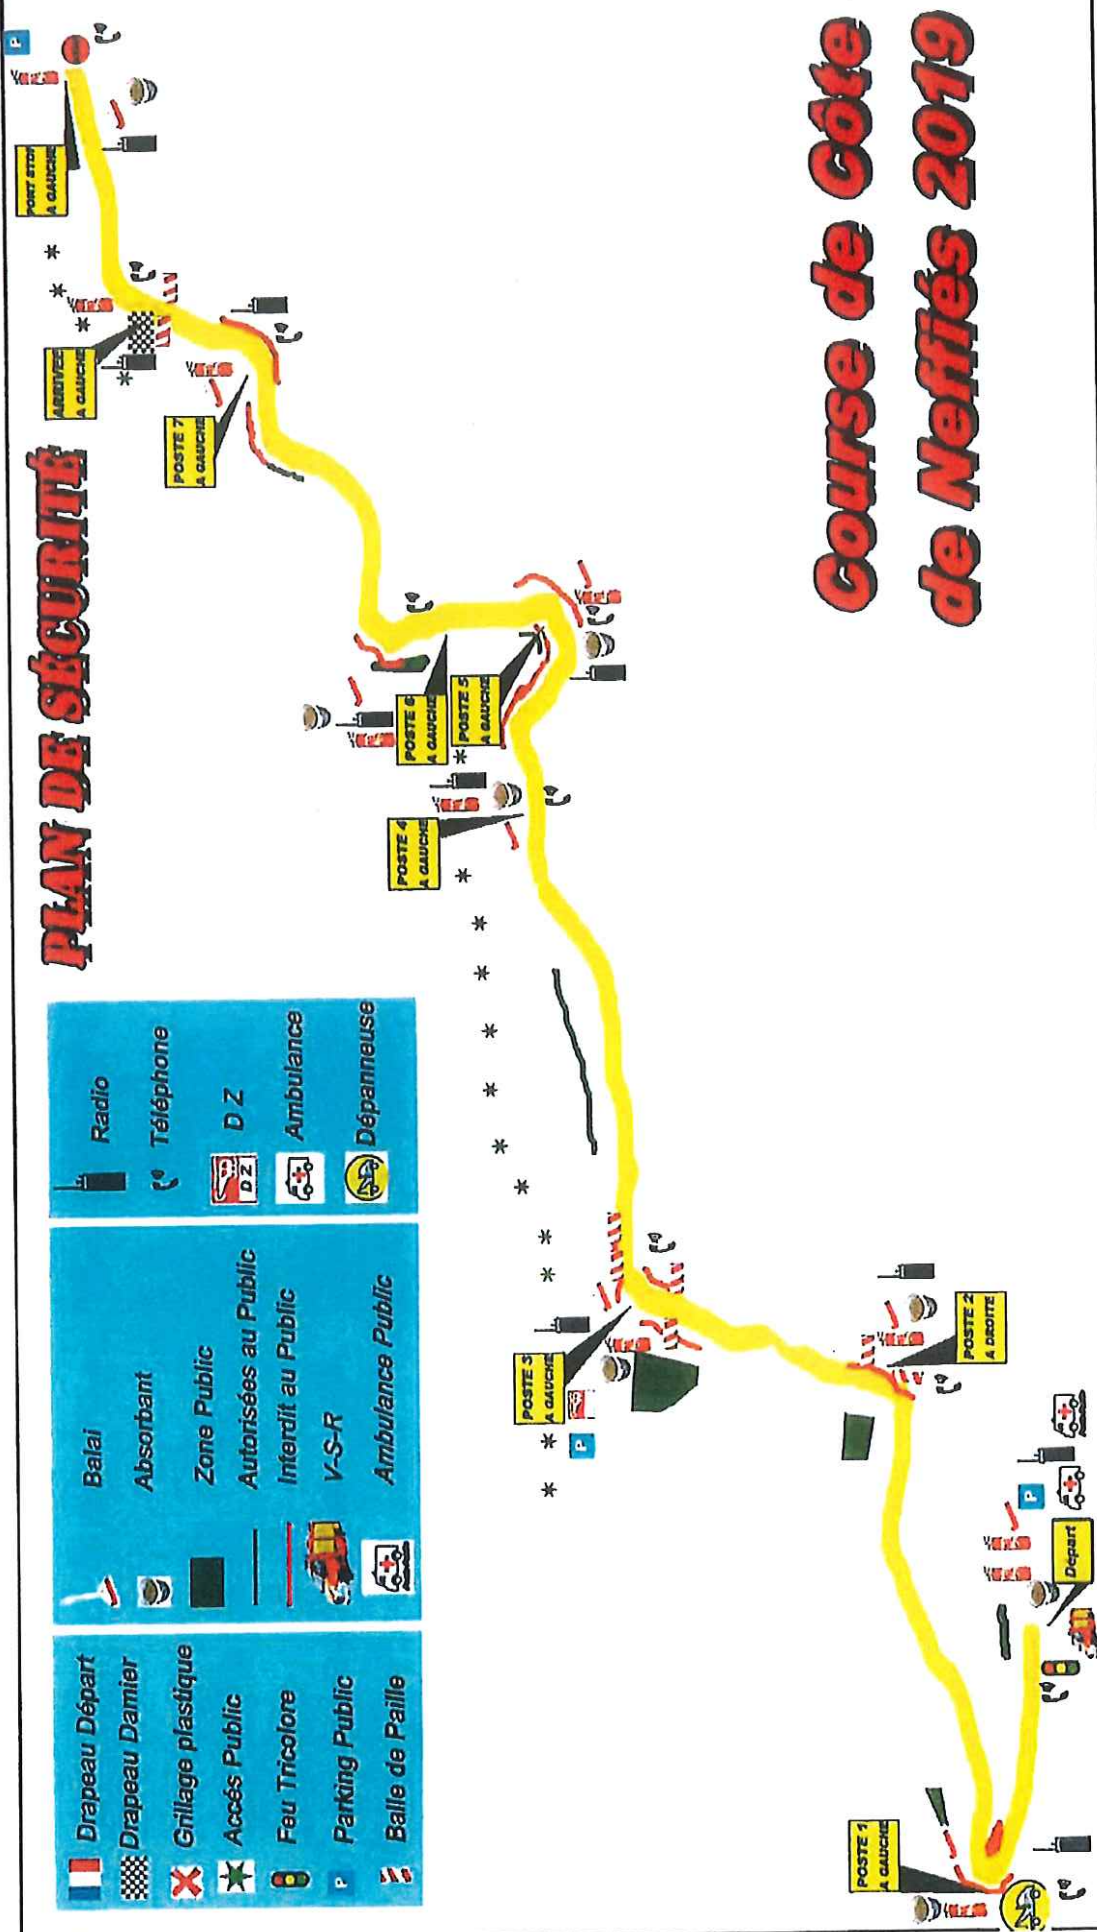 PLAN DE SÉCURITÉ
Course de Côte
de Neffiés 2019
Drapeau Départ
Drapeau Damier
Grillage plastique
Accés Public
Feu Tricolore
P
Parking Public
Balle de Paille
Balai
Absorbant
Zone Public
Autorisées au Public
Interdit au Public
V-S-R
Ambulance Public
Radio
Téléphone
DZ
D Z
Ambulance
Dépanneuse
Départ
P
POSTE 1
A GAUCHE
POSTE 2
A DROITE
POSTE 3
A GAUCHE
P
POSTE 4
A GAUCHE
POSTE 5
A GAUCHE
POSTE 6
A GAUCHE
POSTE 7
A GAUCHE
ARRIVEE
A GAUCHE
A GAUCHE
P